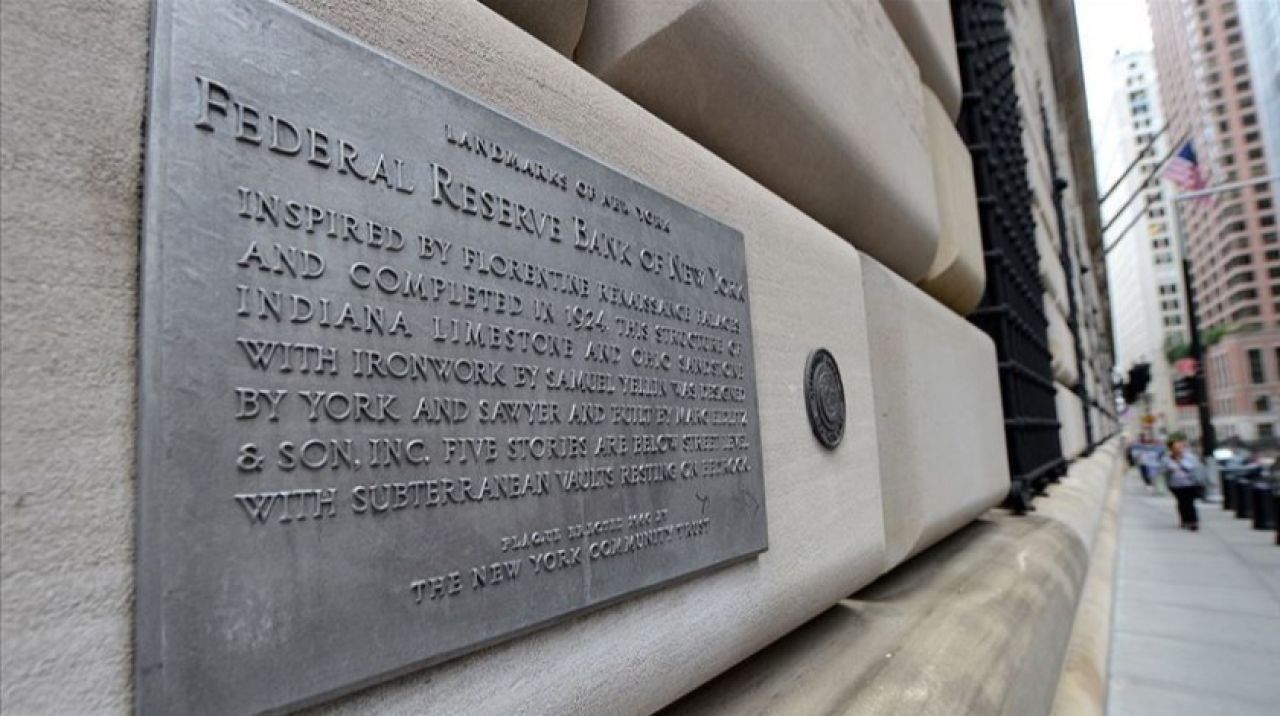 LANDMARKS OF NEW YORK
FEDERAL RESERVE BANK OF NEW YORK
INSPIRED BY FLORENTINE RENAISSANCE PALACES
AND COMPLETED IN 1924, THIS STRUCTURE OF
INDIANA LIMESTONE AND OHIO SANDSTONE
WITH IRONWORK BY SAMUEL YELLIN WAS DESIGNED
BY YORK AND SAWYER AND BUILT BY MARC EIDLITZ
& SON, INC. FIVE STORIES ARE BELOW STREET LEVEL
WITH SUBTERRANEAN VAULTS RESTING ON BEDROCK.
PLAQUE ERECTED BY
THE NEW YORK COMMUNITY TRUST